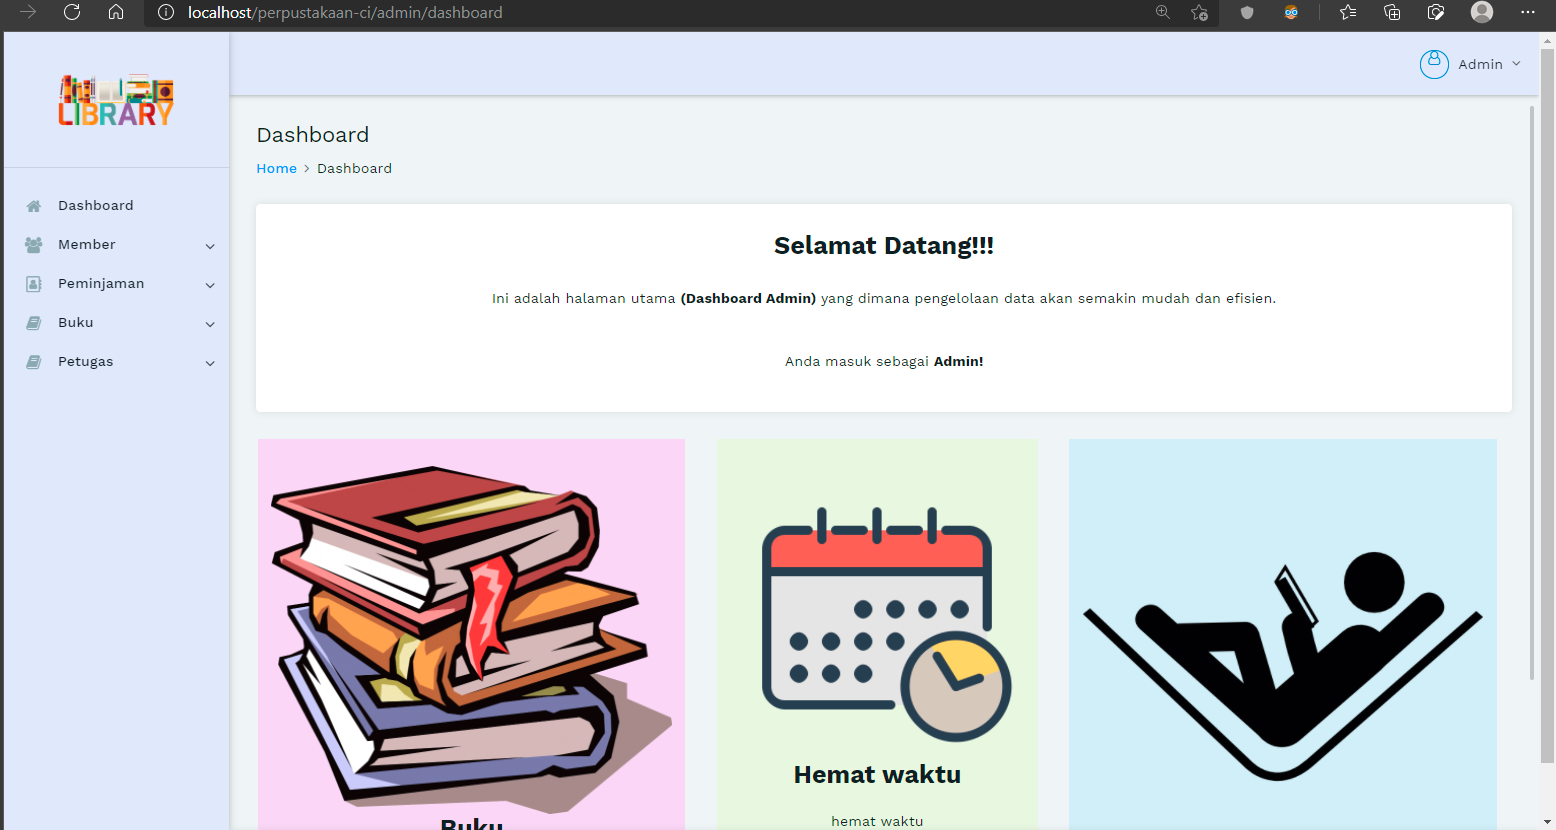 localhost/perpustakaan-ci/admin/dashboard
LIBRARY
Admin
Dashboard
Home > Dashboard
Dashboard
Member
Peminjaman
Buku
Petugas
Selamat Datang!!!
Ini adalah halaman utama (Dashboard Admin) yang dimana pengelolaan data akan semakin mudah dan efisien.
Anda masuk sebagai Admin!
Buku
Hemat waktu
hemat waktu